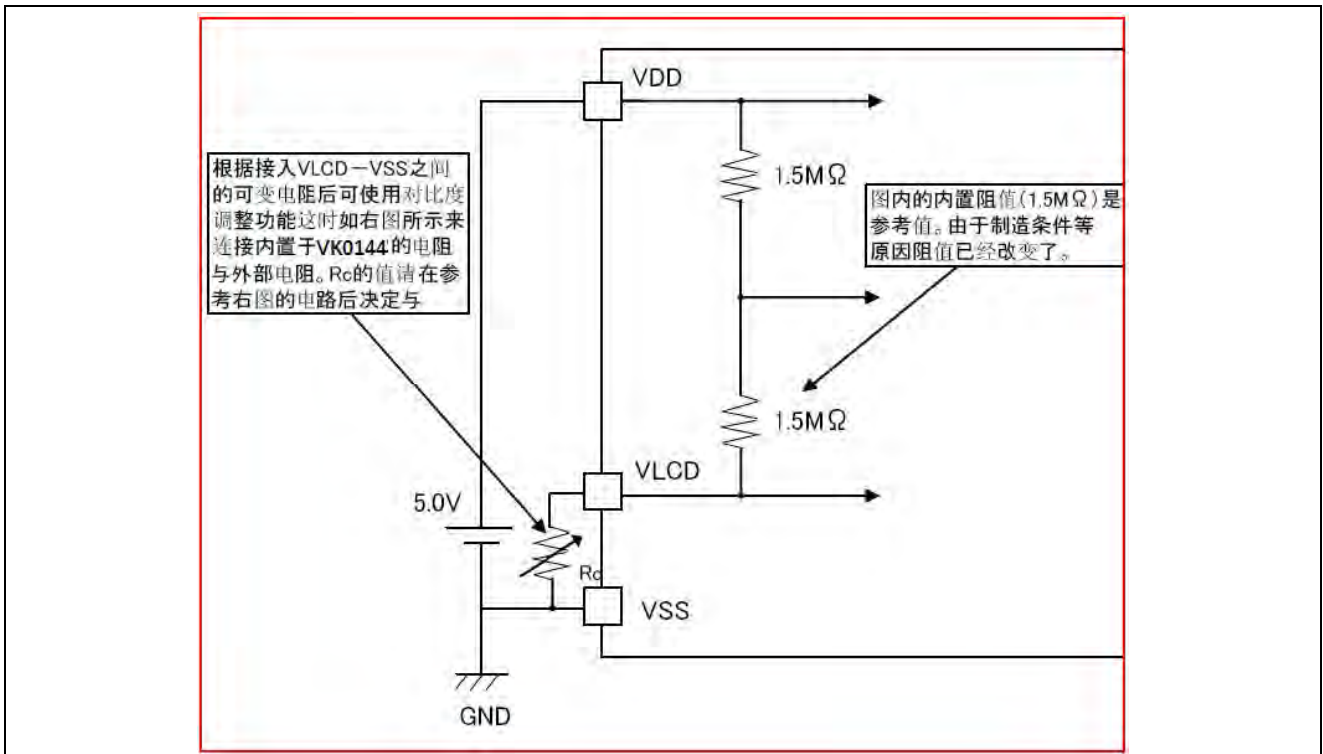 VDD
根据接入VLCD－VSS之间
的可变电阻后可使用对比度
调整功能这时如右图所示来
连接内置于VK0144的电阻
与外部电阻。Rc的值请在参
考右图的电路后决定与
1.5MΩ
图内的内置阻值(1.5MΩ)是
参考值。由于制造条件等
原因阻值已经改变了。
1.5MΩ
VLCD
5.0V
Rc
VSS
GND